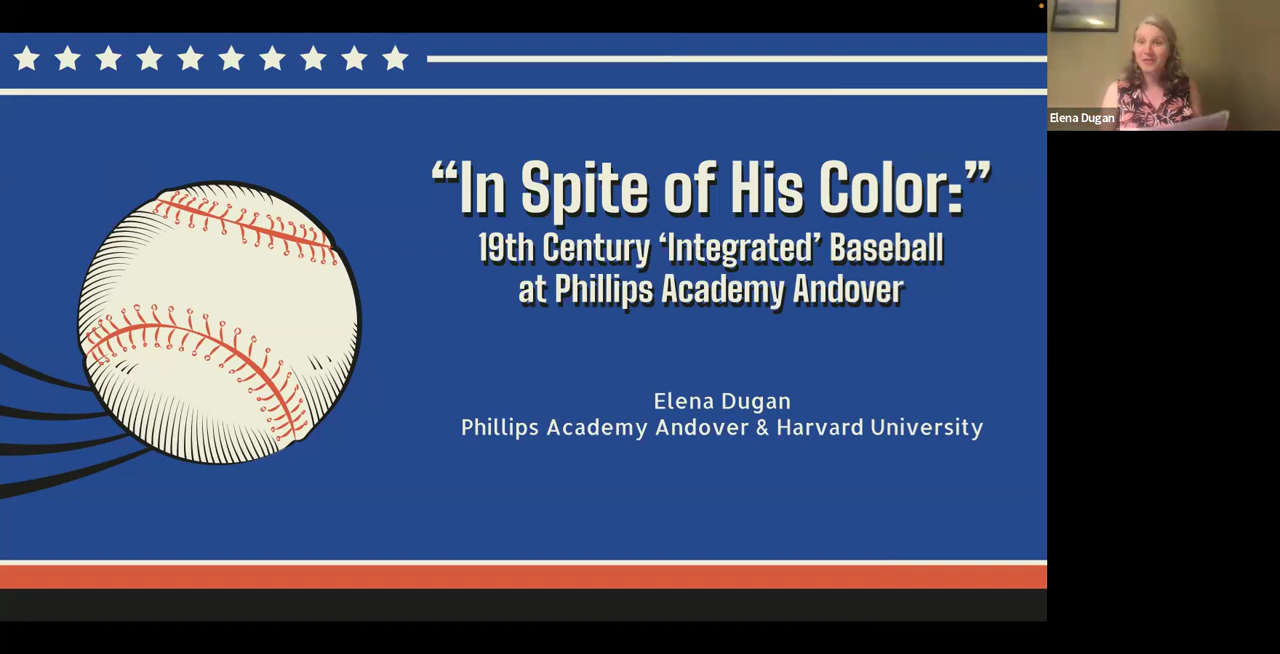 “In Spite of His Color:”
19th Century ‘Integrated’ Baseball
at Phillips Academy Andover
Elena Dugan
Phillips Academy Andover & Harvard University
Elena Dugan